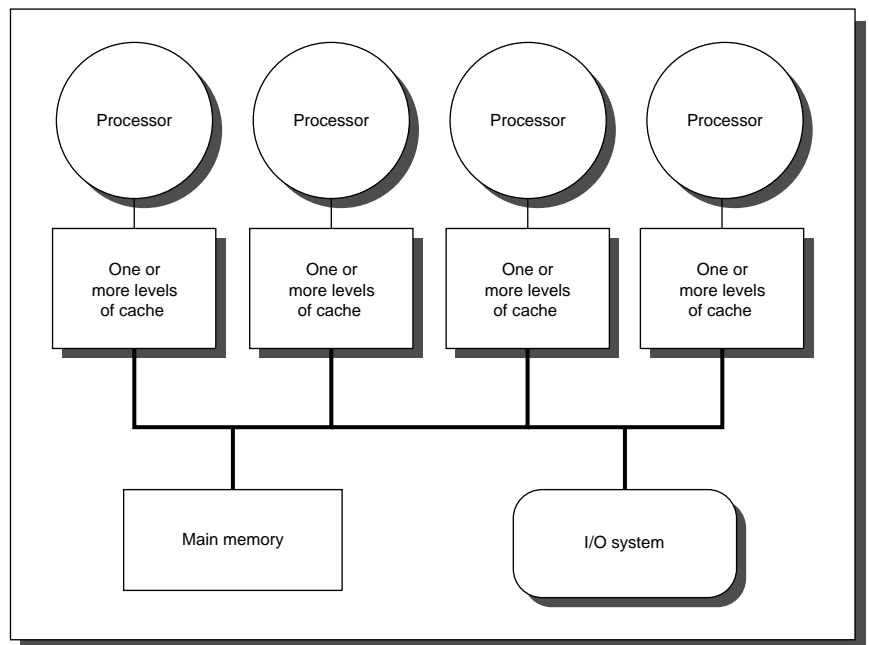 Processor
Processor
Processor
Processor
One or
more levels
of cache
One or
more levels
of cache
One or
more levels
of cache
One or
more levels
of cache
Main memory
I/O system